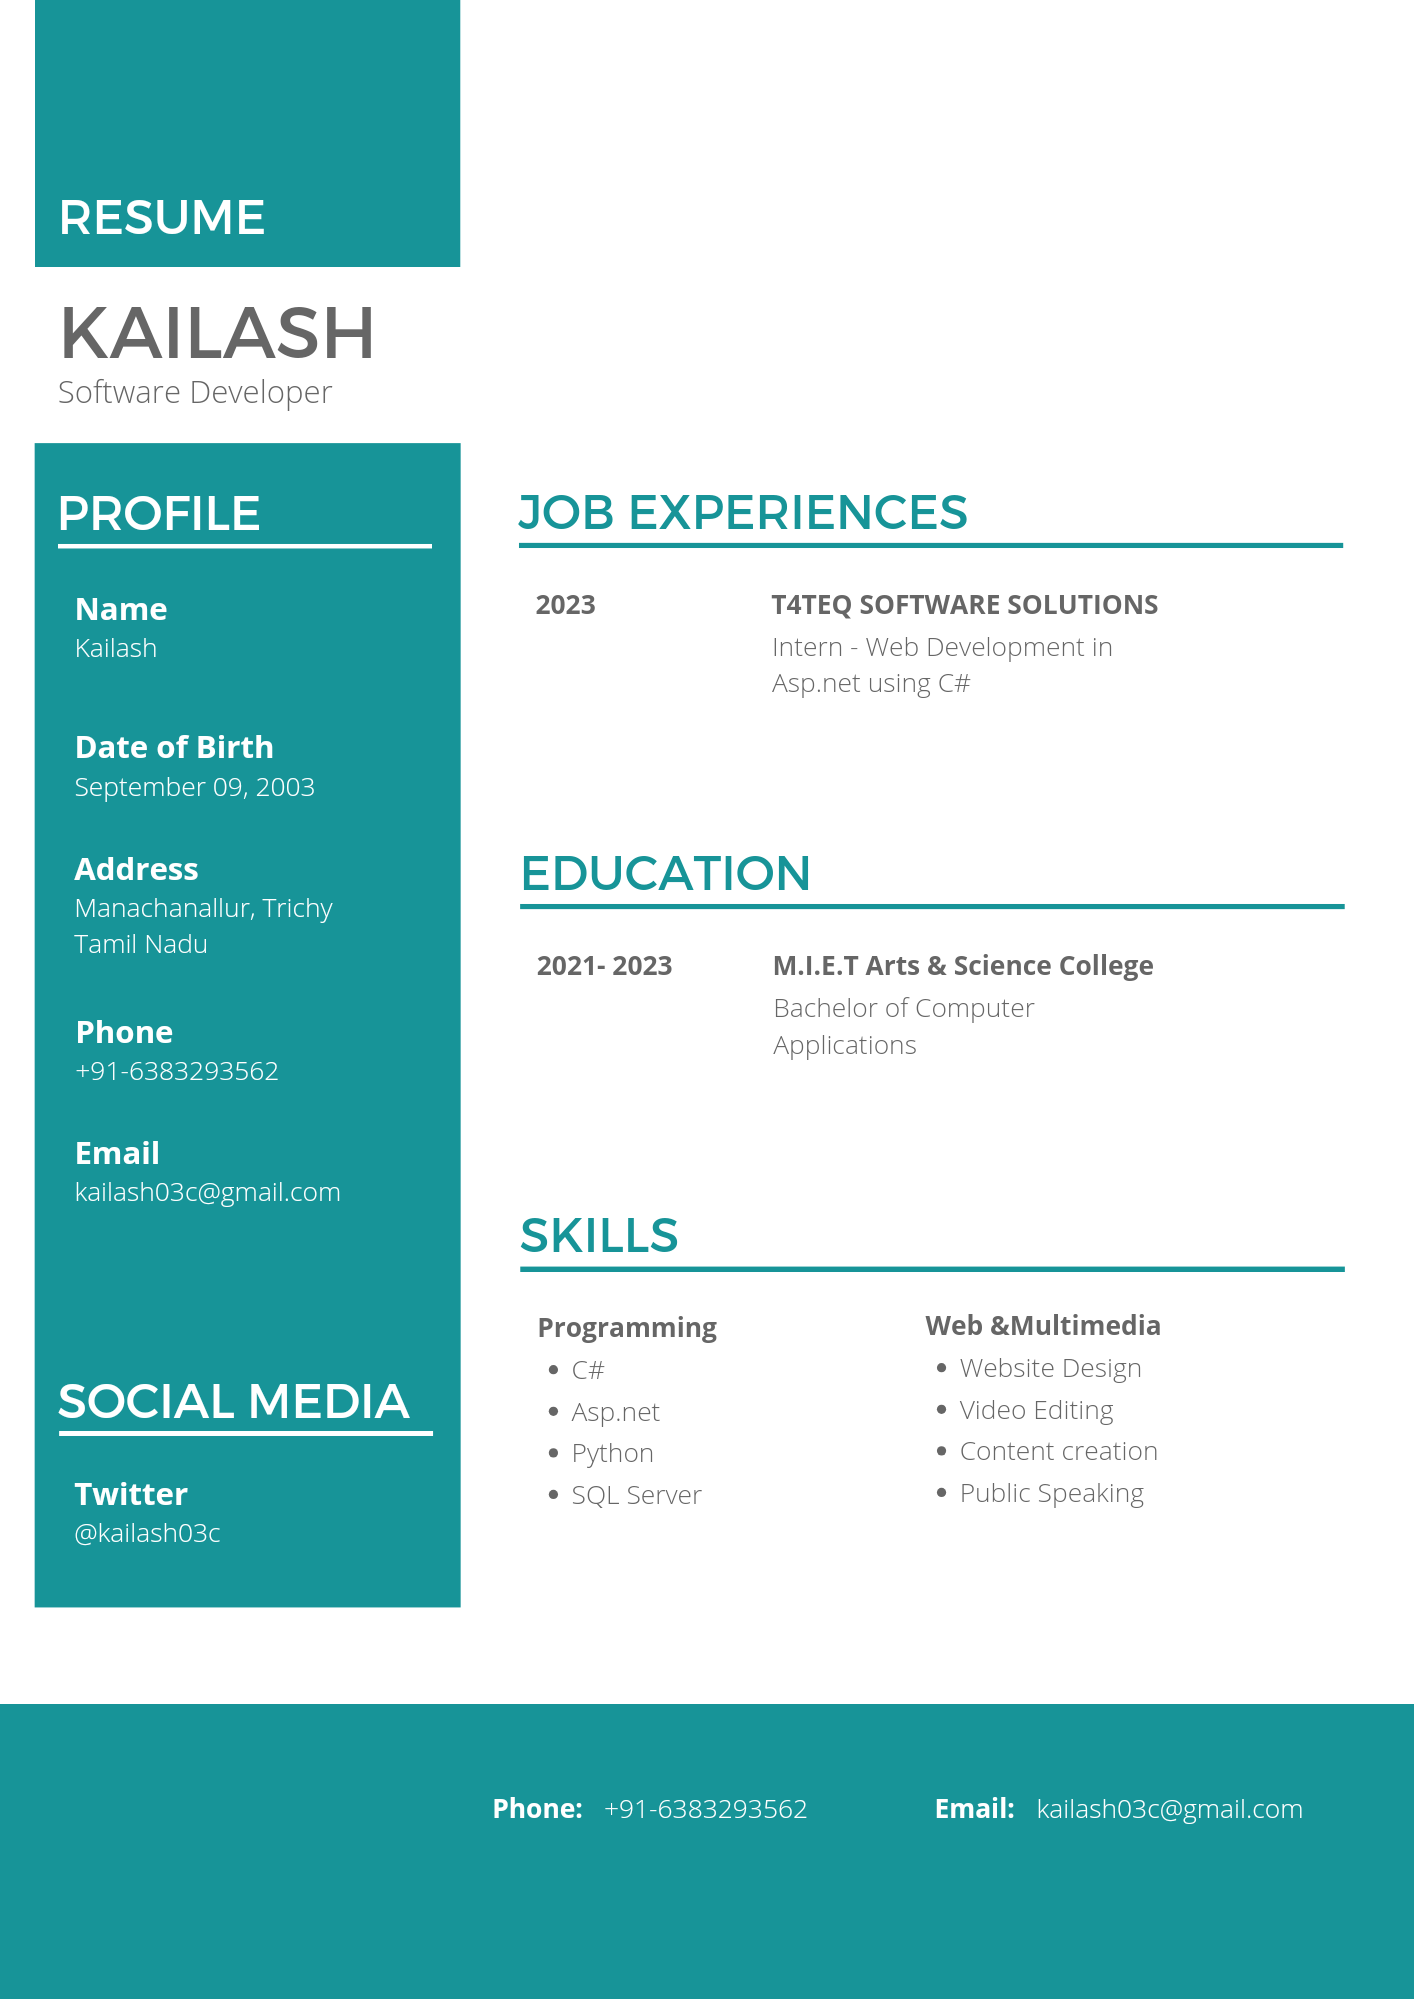 RESUME
KAILASH
Software Developer
PROFILE
Name
Kailash
Date of Birth
September 09, 2003
Address
Manachanallur, Trichy
Tamil Nadu
Phone
+91-6383293562
Email
kailash03c@gmail.com
SOCIAL MEDIA
Twitter
@kailash03c
JOB EXPERIENCES
2023 T4TEQ SOFTWARE SOLUTIONS
Intern - Web Development in
Asp.net using C#
EDUCATION
2021- 2023 M.I.E.T Arts & Science College
Bachelor of Computer
Applications
SKILLS
Programming
• C#
• Asp.net
• Python
• SQL Server
Web &Multimedia
• Website Design
• Video Editing
• Content creation
• Public Speaking
Phone: +91-6383293562 Email: kailash03c@gmail.com